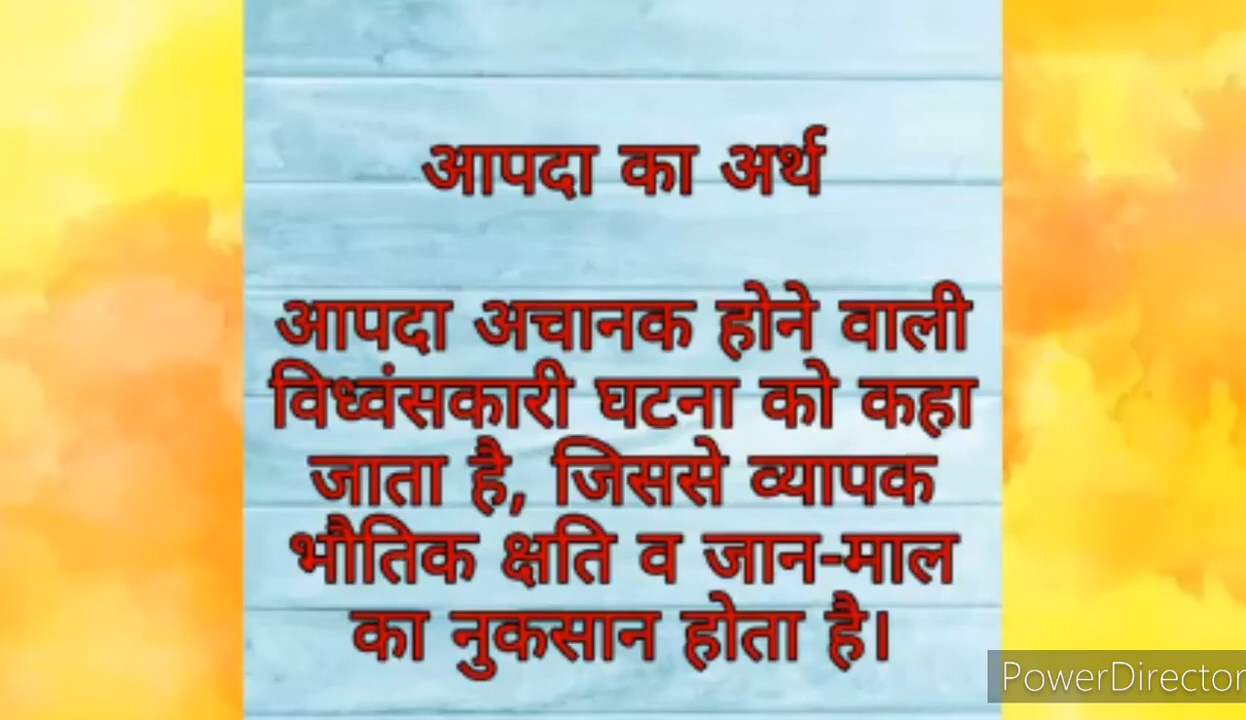 आपदा का अर्थ
आपदा अचानक होने वाली
विध्वंसकारी घटना को कहा
जाता है, जिससे व्यापक
भौतिक क्षति व जान-माल
का नुकसान होता है।
PowerDirector